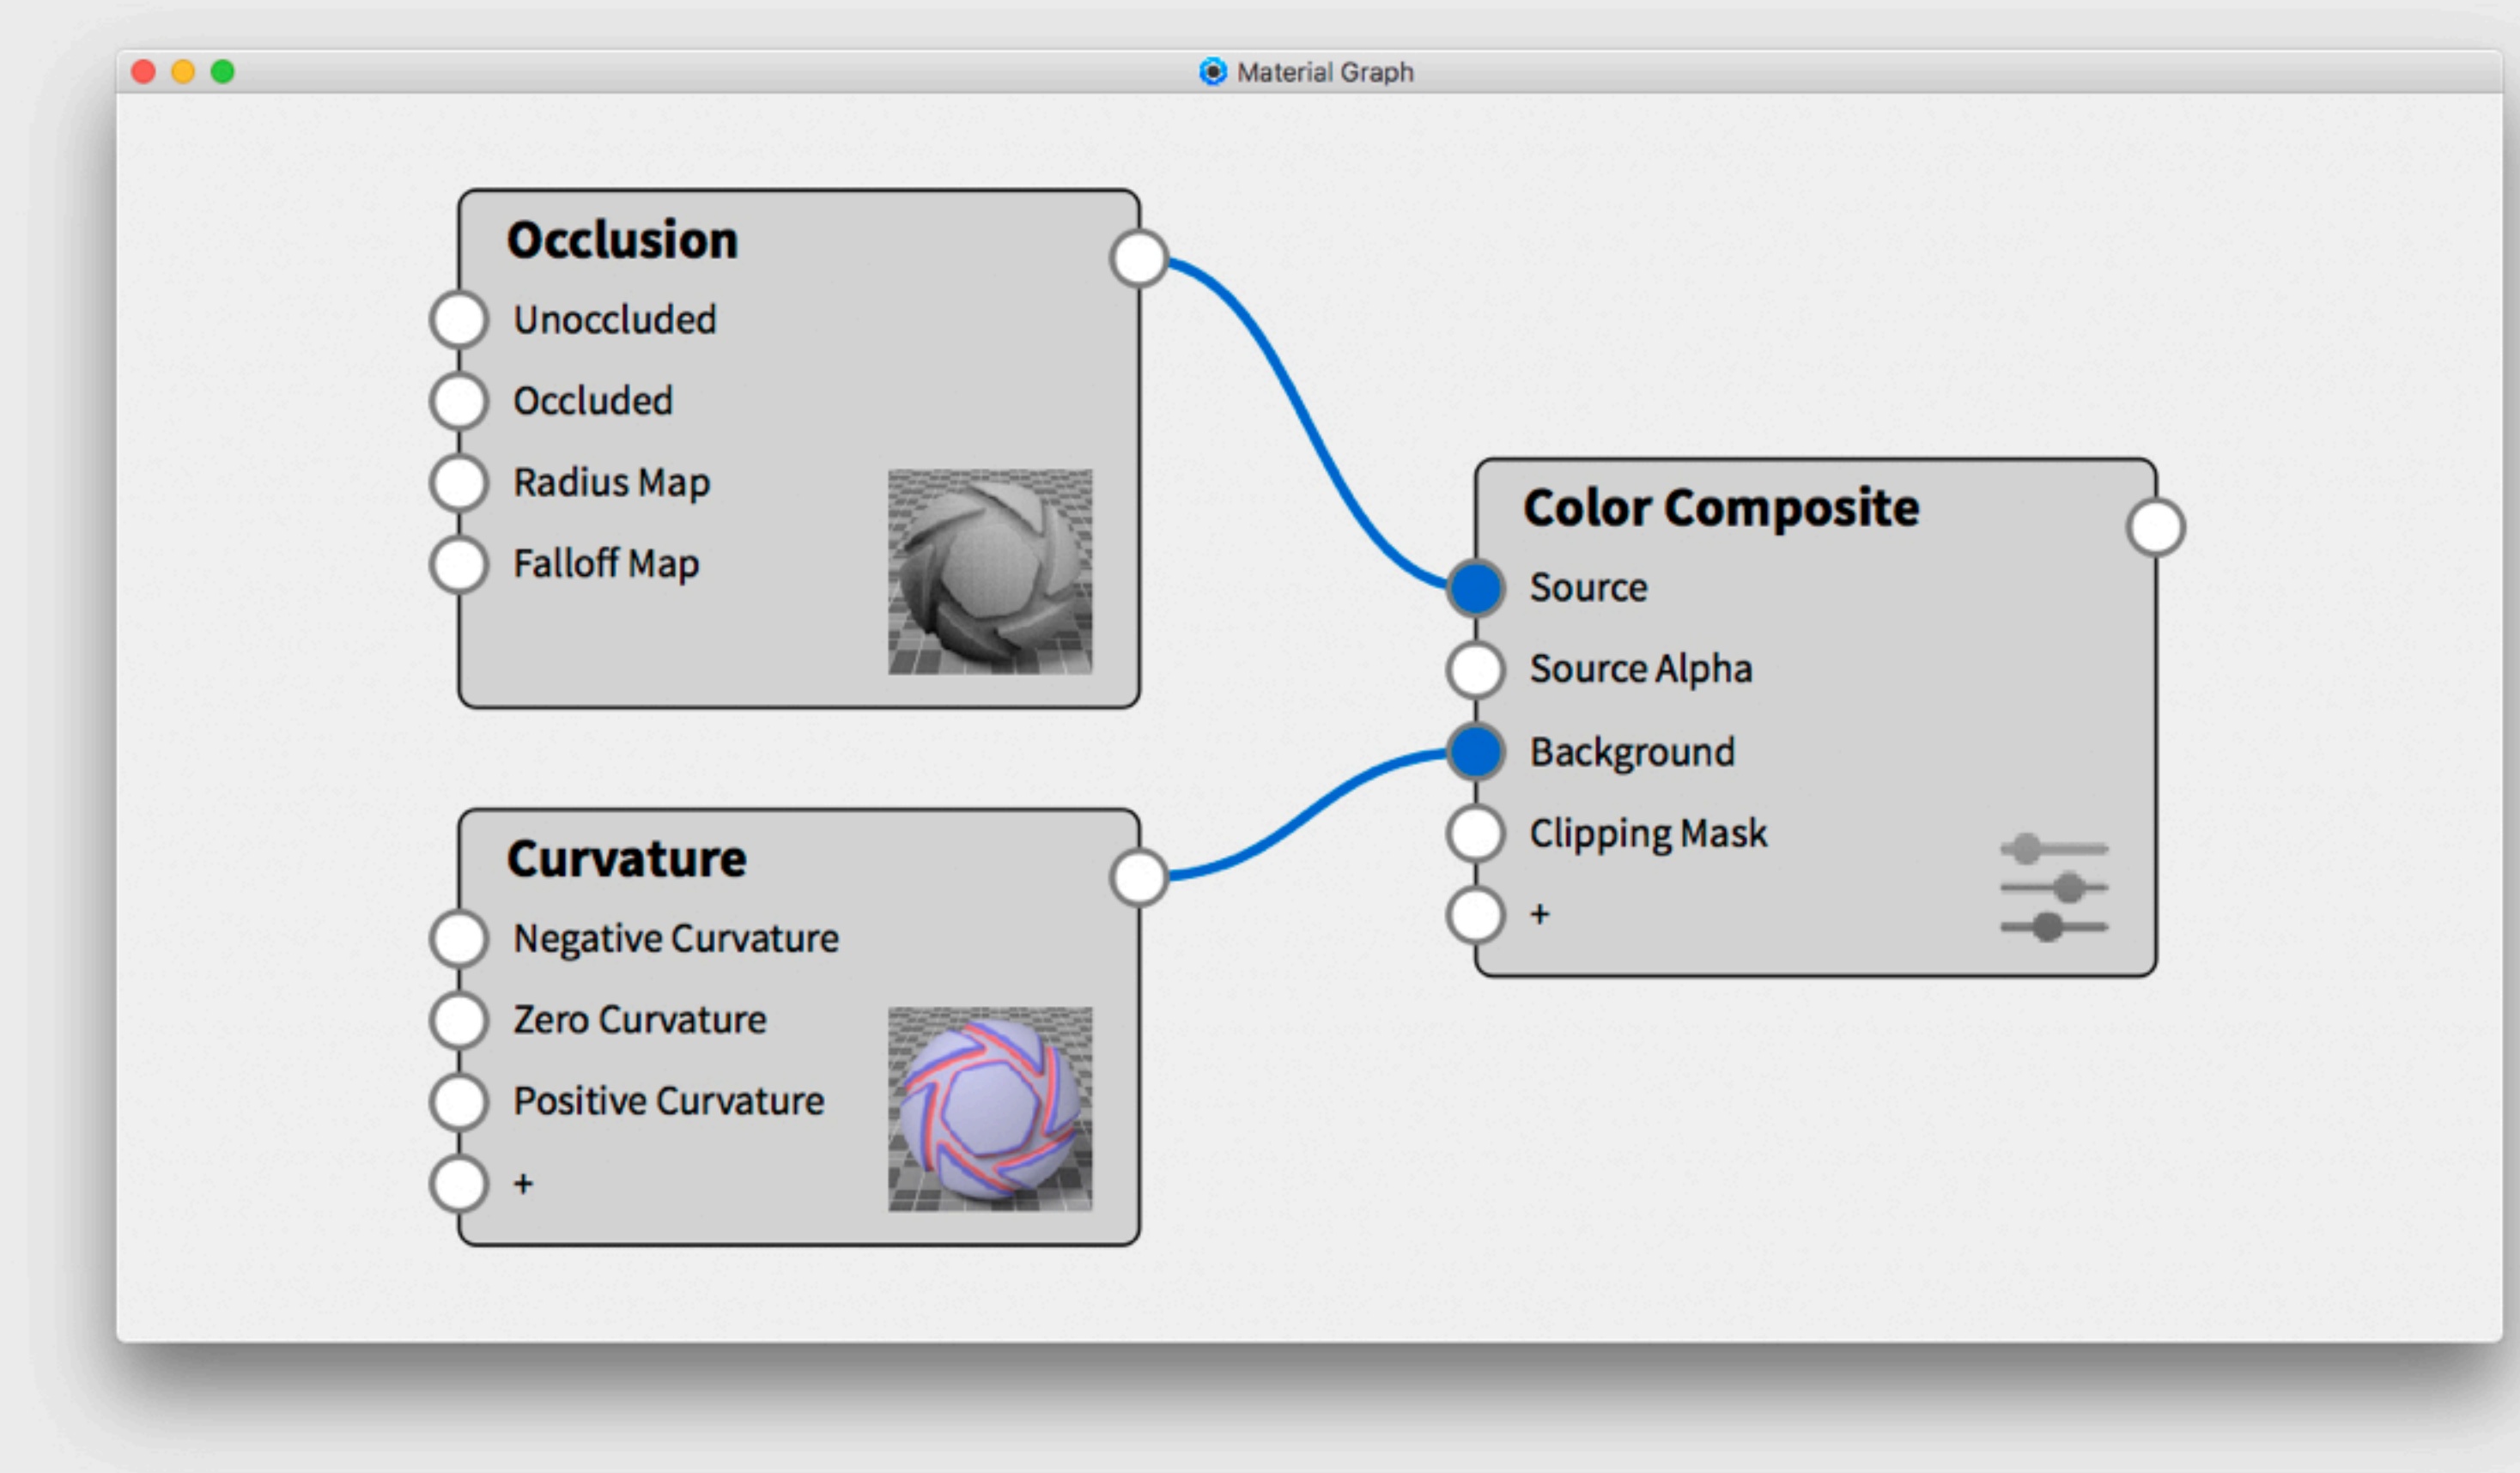 Material Graph
Occlusion
Unoccluded
Occluded
Radius Map
Falloff Map
Curvature
Negative Curvature
Zero Curvature
Positive Curvature
+
Color Composite
Source
Source Alpha
Background
Clipping Mask
+